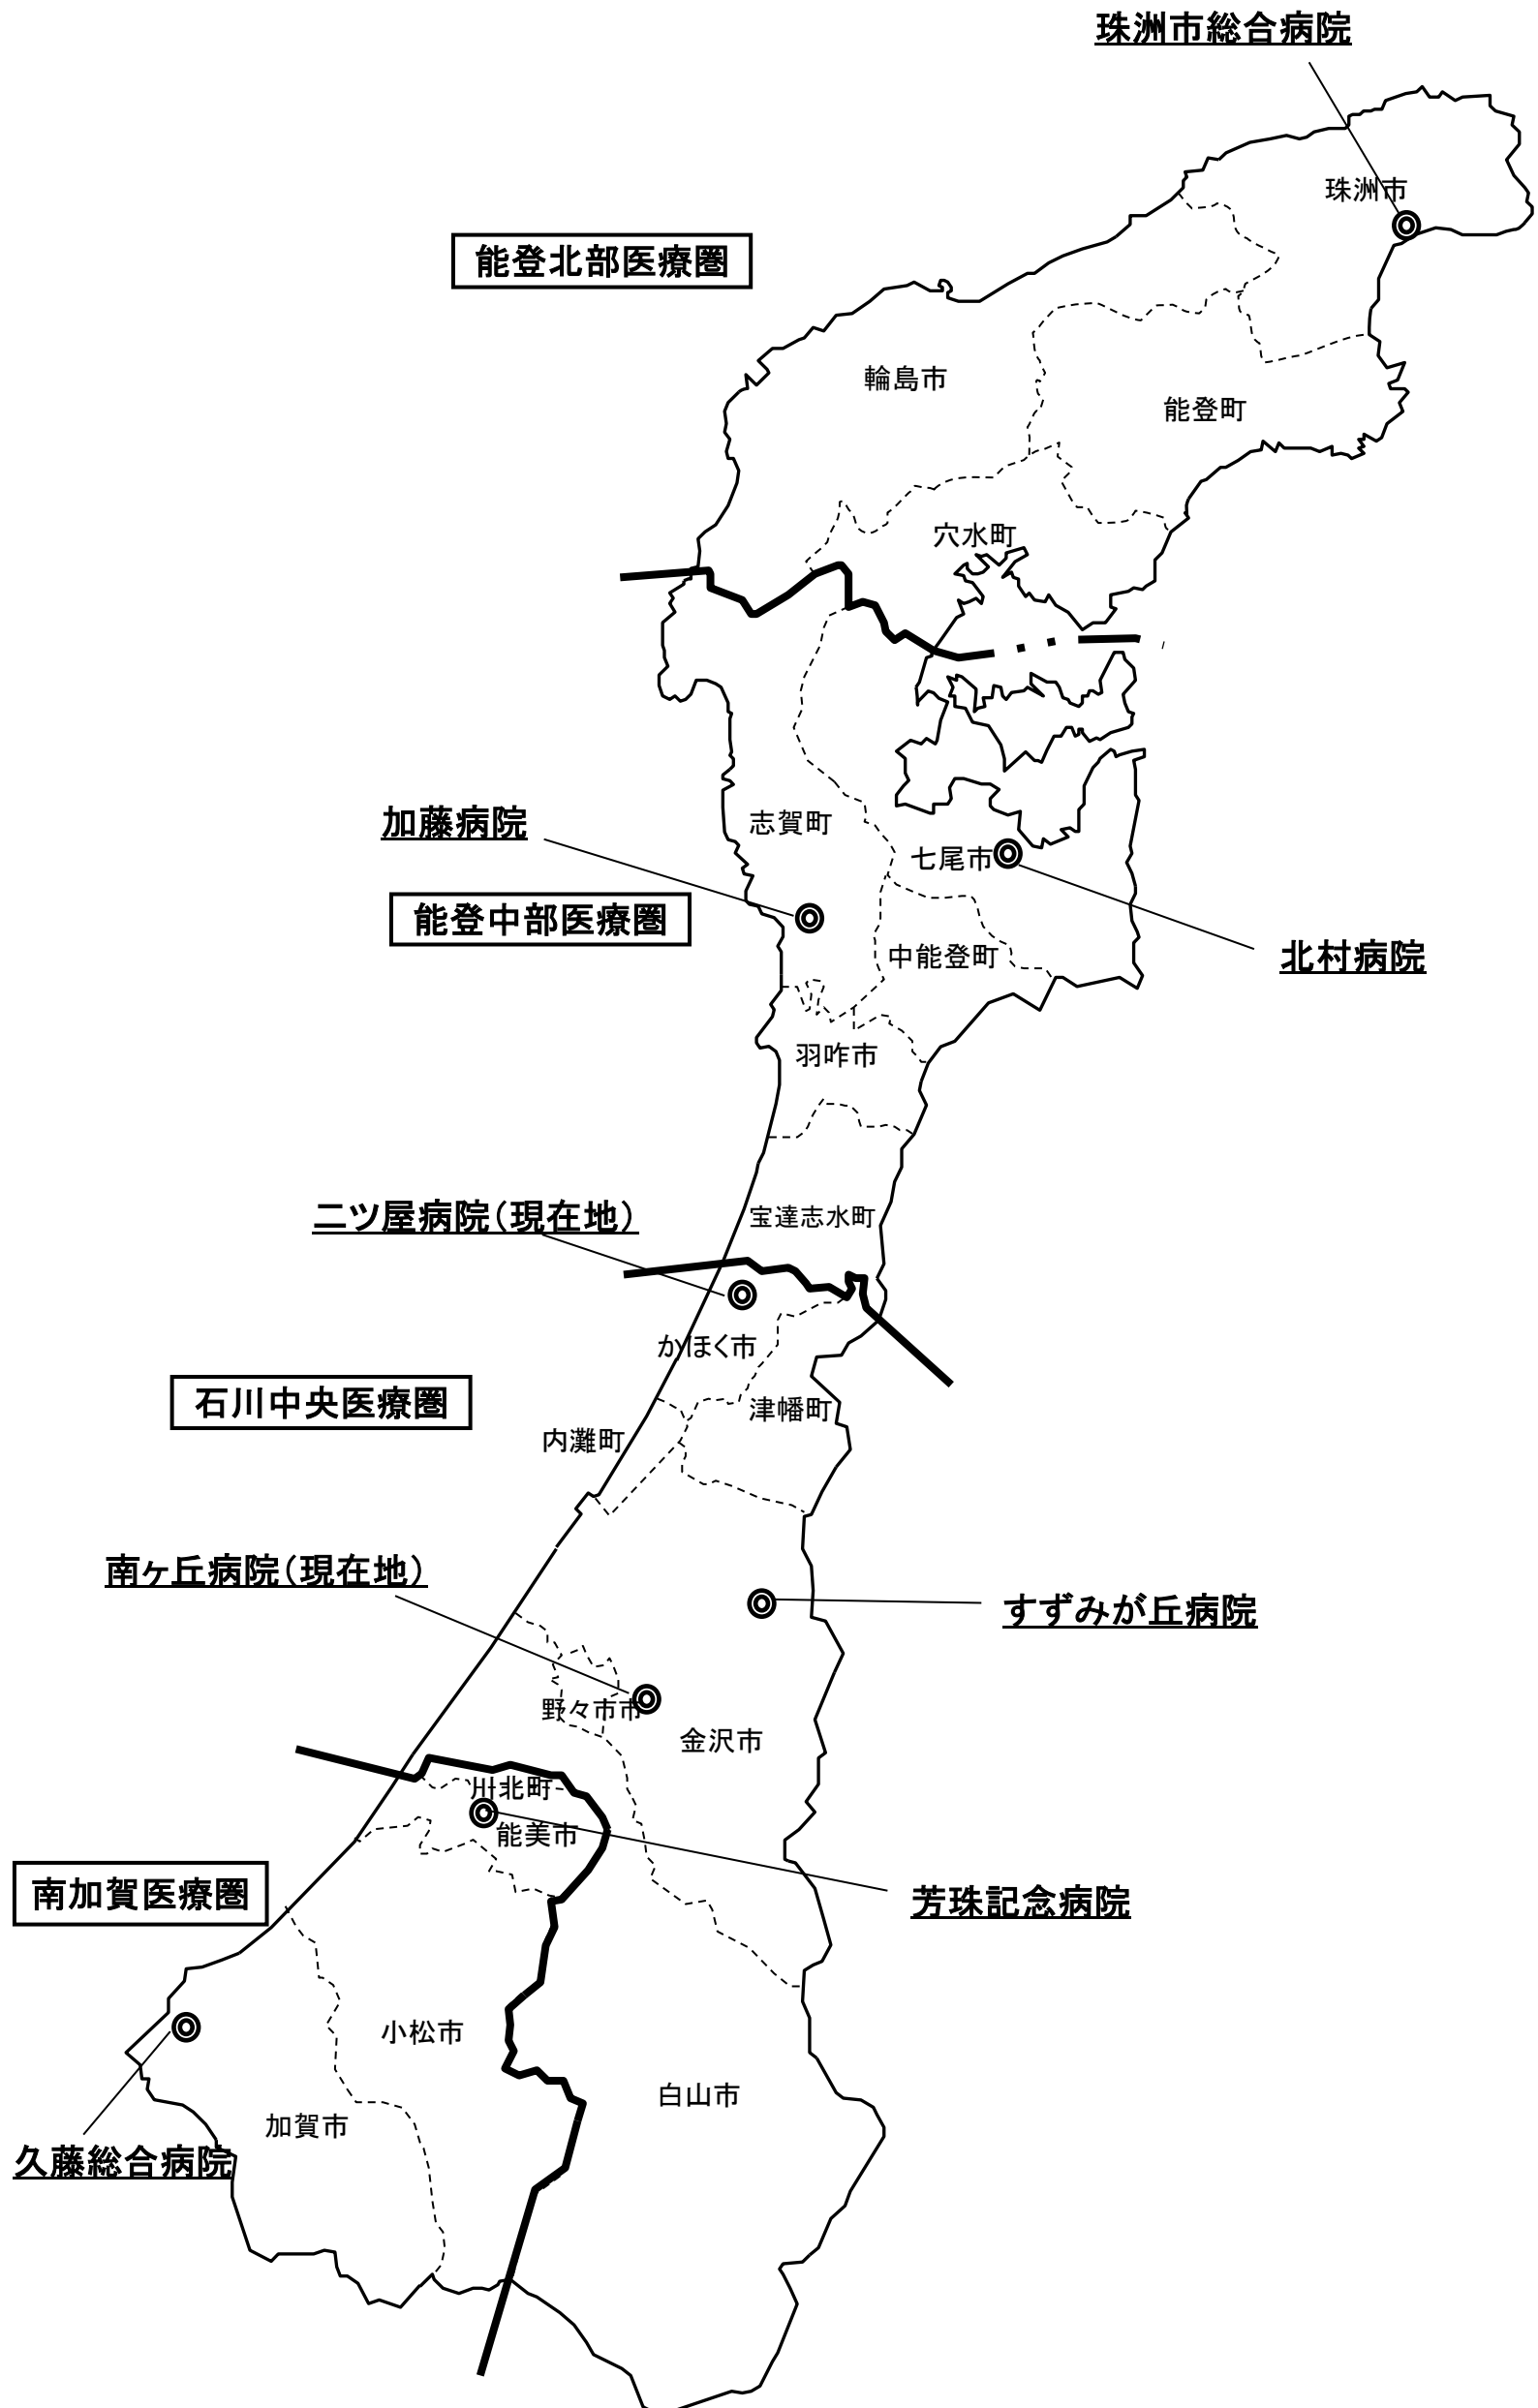 珠洲市総合病院
珠洲市
能登北部医療圏
輪島市
能登町
穴水町
加藤病院
志賀町
七尾市
能登中部医療圏
中能登町
北村病院
羽咋市
二ツ屋病院（現在地）
宝達志水町
かほく市
石川中央医療圏
津幡町
内灘町
南ヶ丘病院（現在地）
すずみが丘病院
野々市市
金沢市
川北町
能美市
南加賀医療圏
芳珠記念病院
小松市
白山市
加賀市
久藤総合病院